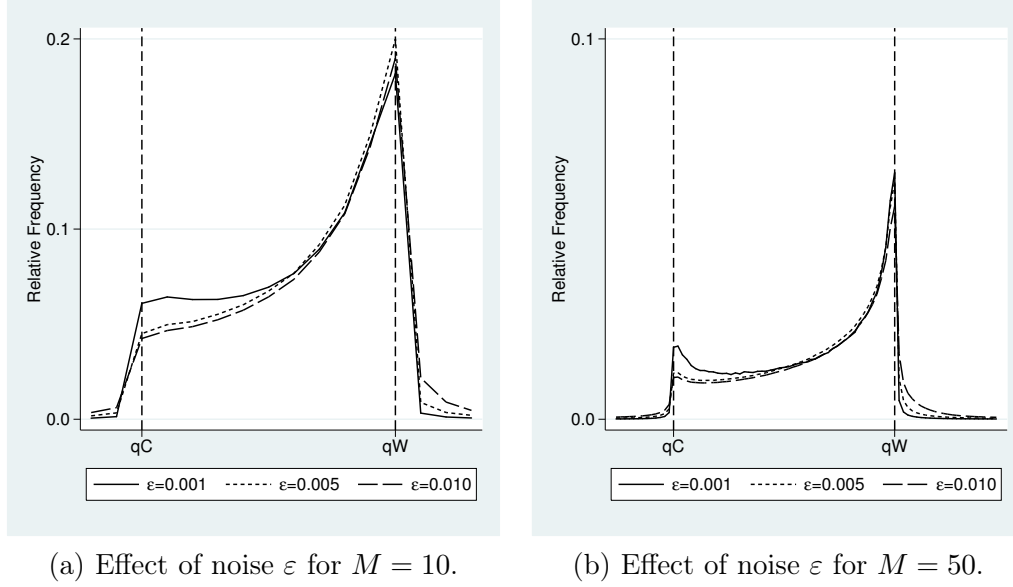 Relative Frequency
0.2
0.1
0.0
qC
qW
ε=0.001
ε=0.005
ε=0.010
(a) Effect of noise ε for M = 10.
Relative Frequency
0.1
0.0
qC
qW
ε=0.001
ε=0.005
ε=0.010
(b) Effect of noise ε for M = 50.